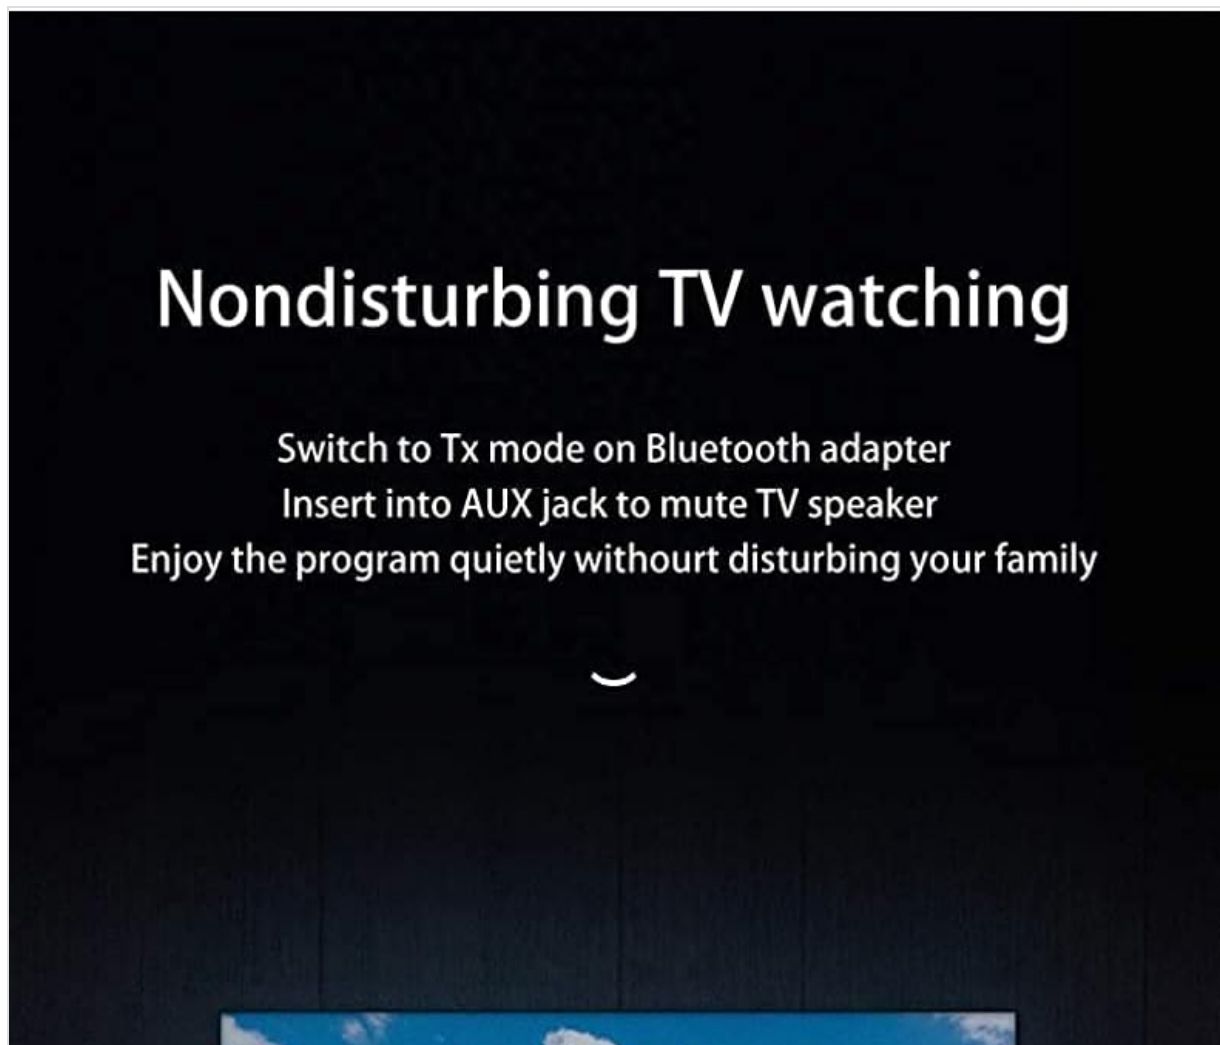 Nondisturbing TV watching
Switch to Tx mode on Bluetooth adapter
Insert into AUX jack to mute TV speaker
Enjoy the program quietly withourt disturbing your family